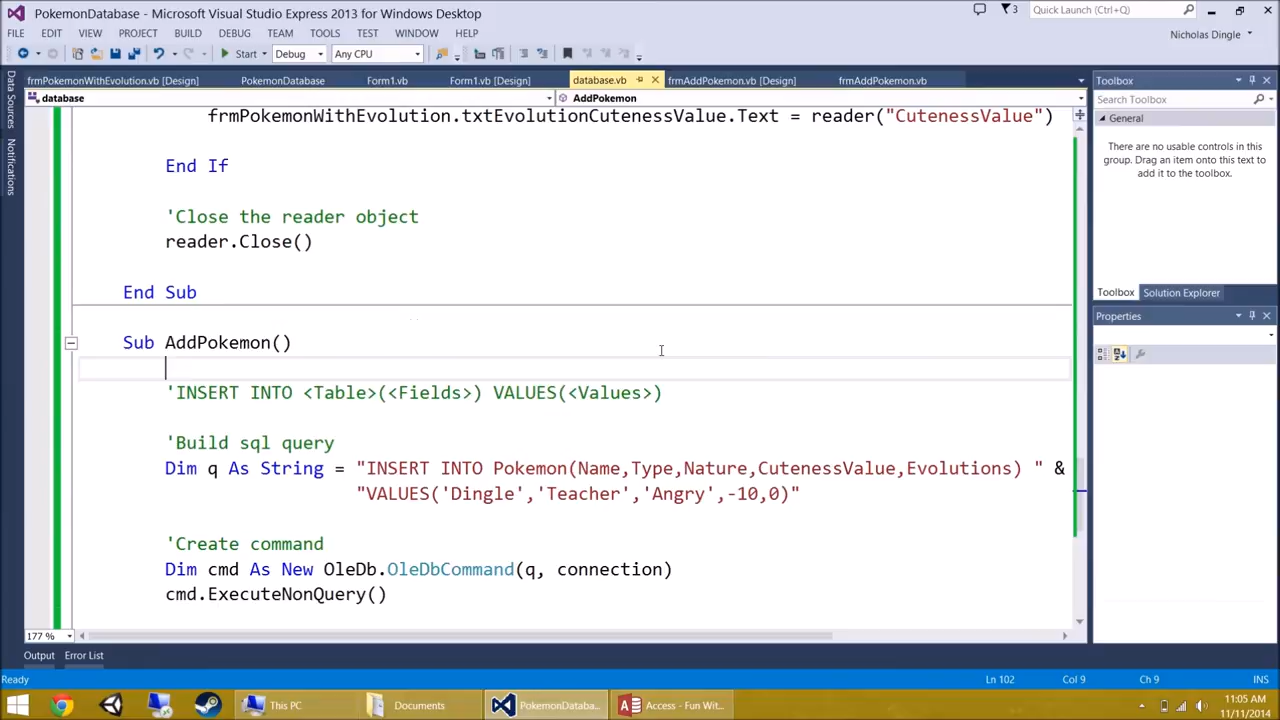 PokemonDatabase - Microsoft Visual Studio Express 2013 for Windows Desktop
3
Quick Launch (Ctrl+Q)
FILE EDIT VIEW PROJECT BUILD DEBUG TEAM TOOLS TEST WINDOW HELP
Nicholas Dingle
Start Debug Any CPU
frmPokemonWithEvolution.vb [Design] PokemonDatabase Form1.vb Form1.vb [Design] database.vb frmAddPokemon.vb [Design] frmAddPokemon.vb
Toolbox
database AddPokemon
Search Toolbox
General
There are no usable controls in this
group. Drag an item onto this text to
add it to the toolbox.
Data Sources
Notifications
frmPokemonWithEvolution.txtEvolutionCutenessValue.Text = reader("CutenessValue")
End If
'Close the reader object
reader.Close()
End Sub
Sub AddPokemon()
'INSERT INTO <Table>(<Fields>) VALUES(<Values>)
'Build sql query
Dim q As String = "INSERT INTO Pokemon(Name,Type,Nature,CutenessValue,Evolutions) " &
"VALUES('Dingle','Teacher','Angry',-10,0)"
'Create command
Dim cmd As New OleDb.OleDbCommand(q, connection)
cmd.ExecuteNonQuery()
Toolbox Solution Explorer
Properties
177 %
Output Error List
Ready Ln 102 Col 9 Ch 9 INS
This PC Documents PokemonDataba... Access - Fun Wit...
11:05 AM
11/11/2014